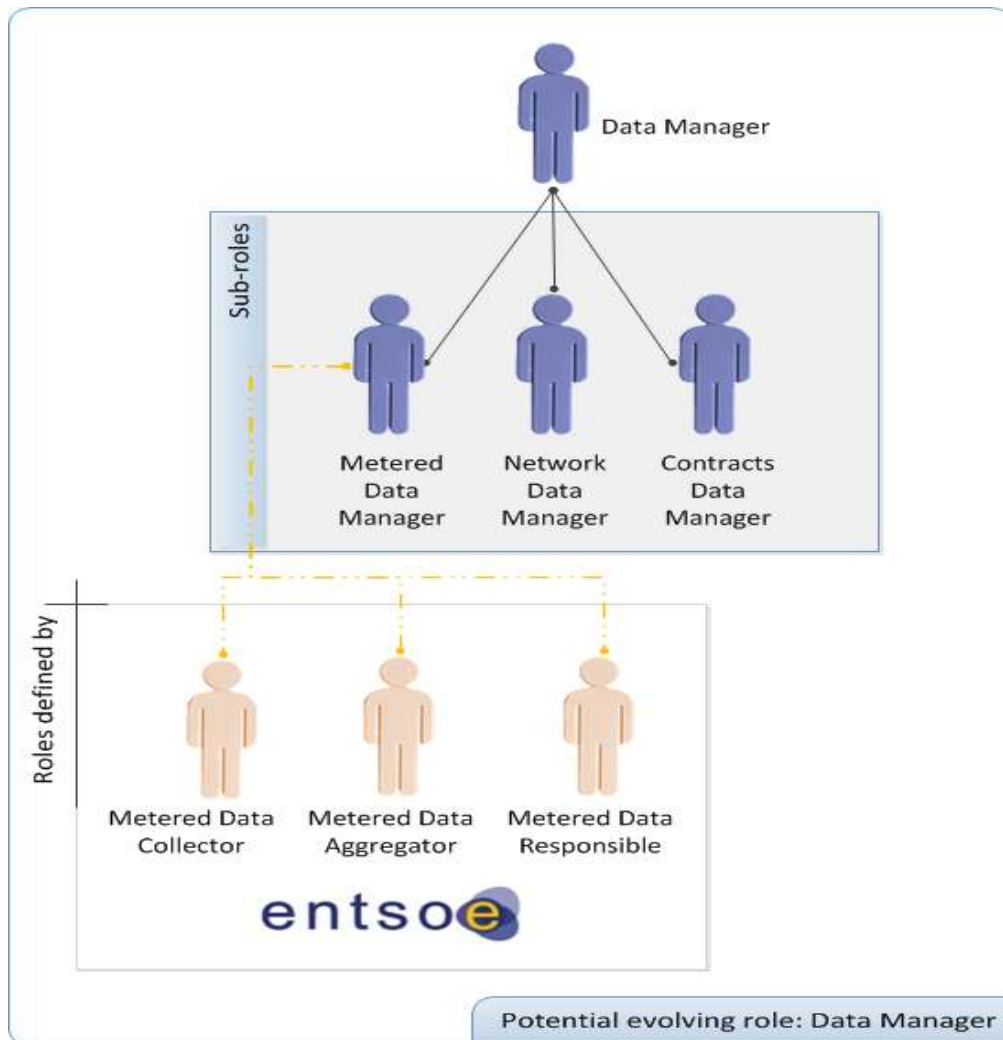 Data Manager
Sub-roles
Metered
Data
Manager
Network
Data
Manager
Contracts
Data
Manager
Roles defined by
Metered Data
Collector
Metered Data
Aggregator
Metered Data
Responsible
entsoe
Potential evolving role: Data Manager